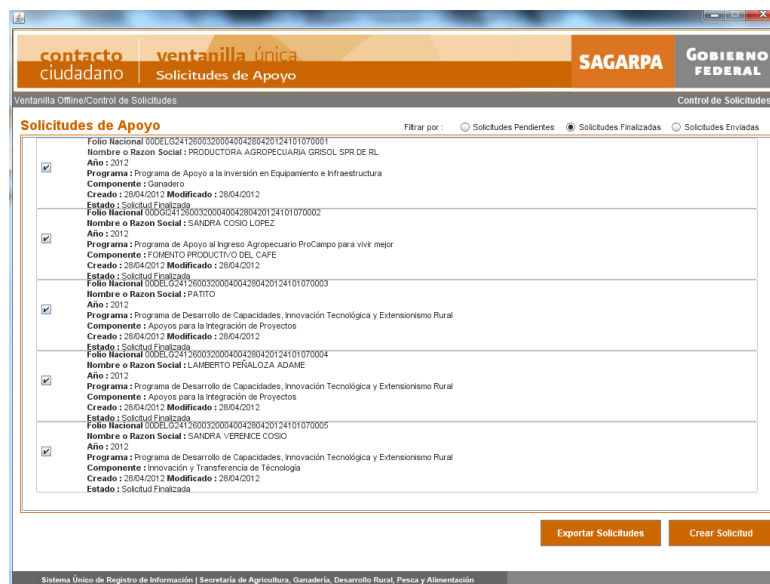 contacto
ciudadano
ventanilla única
Solicitudes de Apoyo
SAGARPA
GOBIERNO
FEDERAL
Ventanilla Offline/Control de Solicitudes
Control de Solicitudes
Solicitudes de Apoyo
Filtrar por : Solicitudes Pendientes Solicitudes Finalizadas Solicitudes Enviadas
Folio Nacional 00DELG24126003200040042804201241010​70001
Nombre o Razon Social : PRODUCTORA AGROPECUARIA GRISOL SPR DE RL
Año : 2012
Programa : Programa de Apoyo a la inversión en Equipamiento e Infraestructura
Componente : Ganadero
Creado : 28/04/2012 Modificado : 28/04/2012
Estado : Solicitud Finalizada
Folio Nacional 00DGI2412600320004004280420124101070002
Nombre o Razon Social : SANDRA COSIO LOPEZ
Año : 2012
Programa : Programa de Apoyo al Ingreso Agropecuario ProCampo para vivir mejor
Componente : FOMENTO PRODUCTIVO DEL CAFE
Creado : 28/04/2012 Modificado : 28/04/2012
Estado : Solicitud Finalizada
Folio Nacional 00DELG2412600320004004280420124101070003
Nombre o Razon Social : PATITO
Año : 2012
Programa : Programa de Desarrollo de Capacidades, Innovación Tecnológica y Extensionismo Rural
Componente : Apoyos para la Integración de Proyectos
Creado : 28/04/2012 Modificado : 28/04/2012
Estado : Solicitud Finalizada
Folio Nacional 00DELG2412600320004004280420124101070004
Nombre o Razon Social : LAMBERTO PEÑALOZA ADAME
Año : 2012
Programa : Programa de Desarrollo de Capacidades, Innovación Tecnológica y Extensionismo Rural
Componente : Apoyos para la Integración de Proyectos
Creado : 28/04/2012 Modificado : 28/04/2012
Estado : Solicitud Finalizada
Folio Nacional 00DELG2412600320004004280420124101070005
Nombre o Razon Social : SANDRA VERENICE COSIO
Año : 2012
Programa : Programa de Desarrollo de Capacidades, Innovación Tecnológica y Extensionismo Rural
Componente : Innovación y Transferencia de Técnología
Creado : 28/04/2012 Modificado : 28/04/2012
Estado : Solicitud Finalizada
Exportar Solicitudes
Crear Solicitud
Sistema Único de Registro de Información | Secretaría de Agricultura, Ganadería, Desarrollo Rural, Pesca y Alimentación